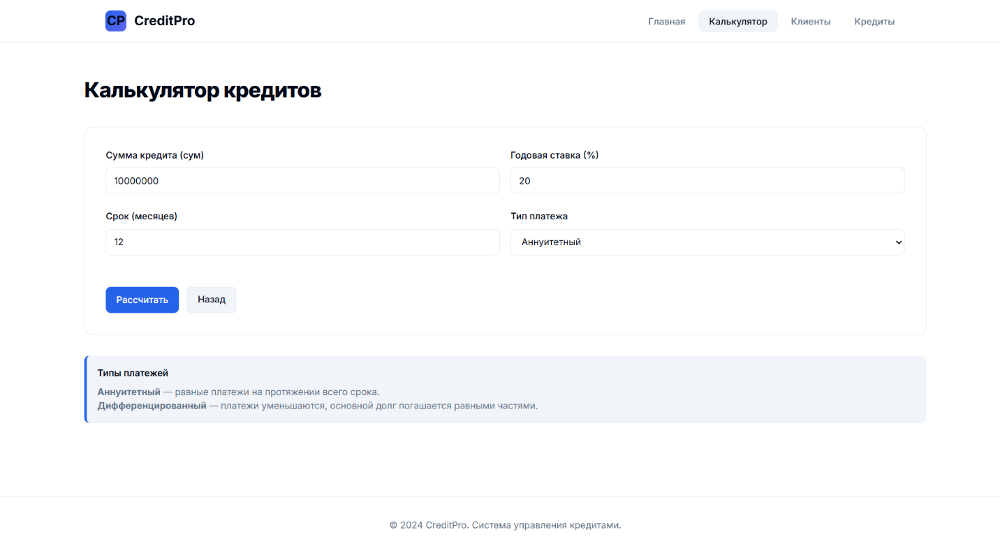 CP CreditPro Главная Калькулятор Клиенты Кредиты
Калькулятор кредитов
Сумма кредита (сум) Годовая ставка (%)
10000000 20
Срок (месяцев) Тип платежа
12 Аннуитетный
Рассчитать Назад
Типы платежей
Аннуитетный — равные платежи на протяжении всего срока.
Дифференцированный — платежи уменьшаются, основной долг погашается равными частями.
© 2024 CreditPro. Система управления кредитами.